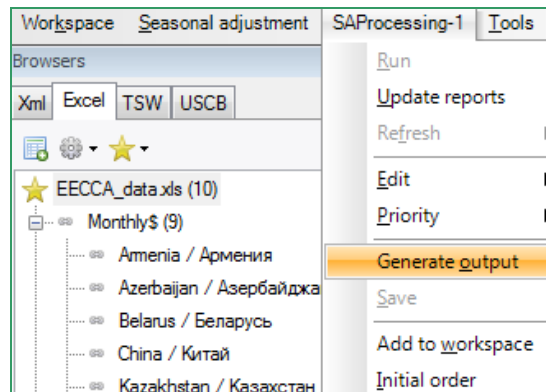 Workspace Seasonal adjustment SAProcessing-1 Tools
Browsers
Xml Excel TSW USCB
EECCA_data.xls (10)
Monthly$ (9)
Armenia / Армения
Azerbaijan / Азербайджа
Belarus / Беларусь
China / Китай
Kazakhstan / Казахстан
Run
Update reports
Refresh
Edit
Priority
Generate output
Save
Add to workspace
Initial order